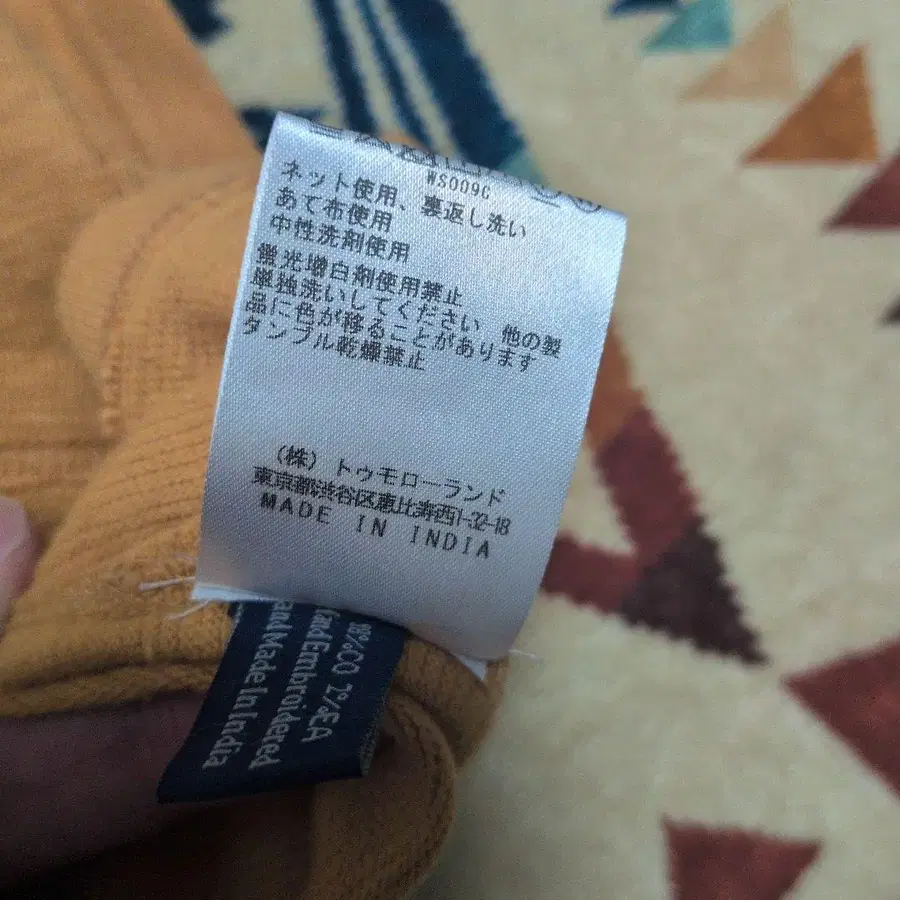 WS009G
ネット使用、裏返し洗い
あて布使用
中性洗剤使用
蛍光増白剤使用禁止
単独洗いしてください 他の製
品に色が移ることがあります
タンブル乾燥禁止
(株) トゥモローランド
東京都渋谷区恵比寿西1-32-18
MADE IN INDIA
98%CO 2%EA
Hand Embroidered
and Made In India